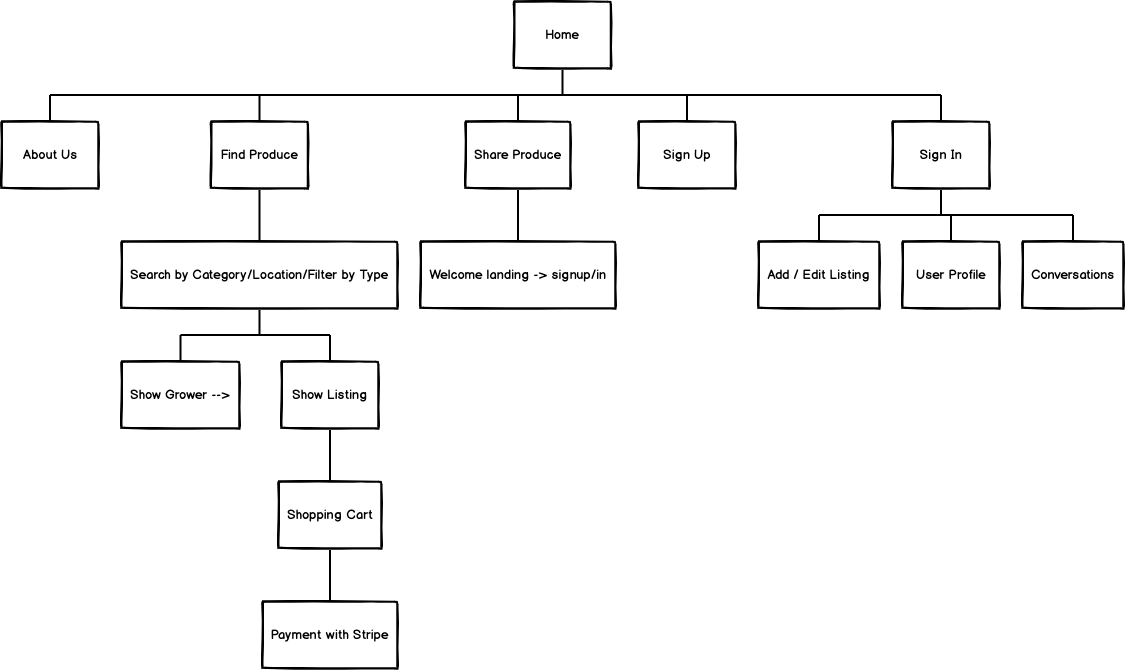 Home
About Us
Find Produce
Share Produce
Sign Up
Sign In
Search by Category/Location/Filter by Type
Welcome landing -> signup/in
Add / Edit Listing
User Profile
Conversations
Show Grower -->
Show Listing
Shopping Cart
Payment with Stripe